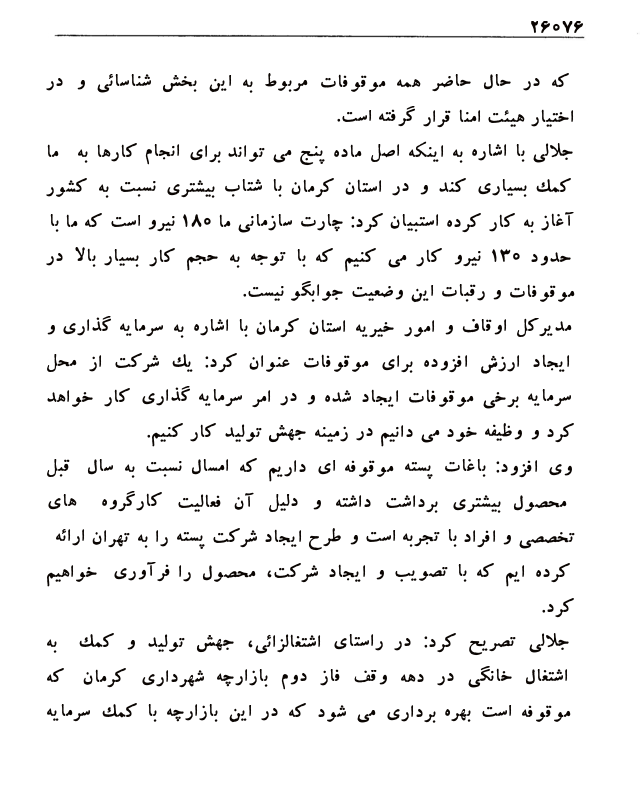 ۲۶۰۷۶
که در حال حاضر همه موقوفات مربوط به این بخش شناسائی و در
اختیار هیئت امنا قرار گرفته است.
جلالی با اشاره به اینکه اصل ماده پنج می تواند برای انجام کارها به ما
کمك بسیاری کند و در استان کرمان با شتاب بیشتری نسبت به کشور
آغاز به کار کرده استبیان کرد: چارت سازمانی ما ۱۸۰ نیرو است که ما با
حدود ۱۳۰ نیرو کار می کنیم که با توجه به حجم کار بسیار بالا در
موقوفات و رقبات این وضعیت جوابگو نیست.
مدیرکل اوقاف و امور خیریه استان کرمان با اشاره به سرمایه گذاری و
ایجاد ارزش افزوده برای موقوفات عنوان کرد: یك شرکت از محل
سرمایه برخی موقوفات ایجاد شده و در امر سرمایه گذاری کار خواهد
کرد و وظیفه خود می دانیم در زمینه جهش تولید کار کنیم.
وی افزود: باغات پسته موقوفه ای داریم که امسال نسبت به سال قبل
محصول بیشتری برداشت داشته و دلیل آن فعالیت کارگروه های
تخصصی و افراد با تجربه است و طرح ایجاد شرکت پسته را به تهران ارائه
کرده ایم که با تصویب و ایجاد شرکت، محصول را فرآوری خواهیم
کرد.
جلالی تصریح کرد: در راستای اشتغالزائی، جهش تولید و کمك به
اشتغال خانگی در دهه وقف فاز دوم بازارچه شهرداری کرمان که
موقوفه است بهره برداری می شود که در این بازارچه با کمك سرمایه